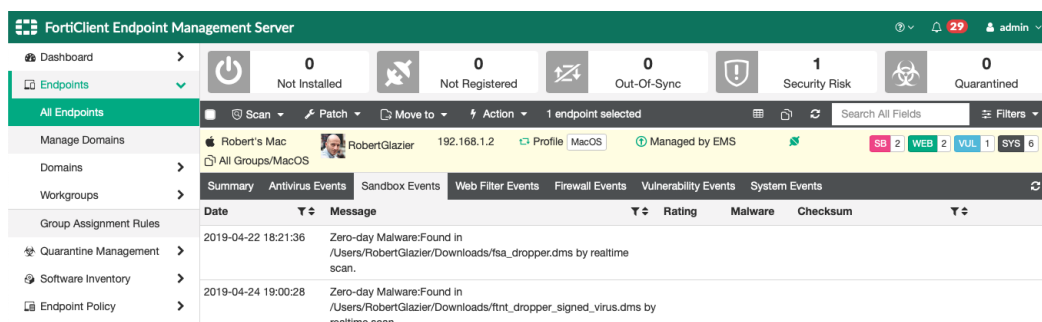 FortiClient Endpoint Management Server
29
admin
Dashboard
Endpoints
All Endpoints
Manage Domains
Domains
Workgroups
Group Assignment Rules
Quarantine Management
Software Inventory
Endpoint Policy
0
Not Installed
0
Not Registered
0
Out-Of-Sync
1
Security Risk
0
Quarantined
Scan
Patch
Move to
Action
1 endpoint selected
Search All Fields
Filters
Robert's Mac
RobertGlazier
192.168.1.2
Profile MacOS
Managed by EMS
SB 2 WEB 2 VUL 1 SYS 6
All Groups/MacOS
Summary Antivirus Events Sandbox Events Web Filter Events Firewall Events Vulnerability Events System Events
Date Message Rating Malware Checksum
2019-04-22 18:21:36 Zero-day Malware:Found in
/Users/RobertGlazier/Downloads/fsa_dropper.dms by realtime
scan.
2019-04-24 19:00:28 Zero-day Malware:Found in
/Users/RobertGlazier/Downloads/ftnt_dropper_signed_virus.dms by
realtime scan